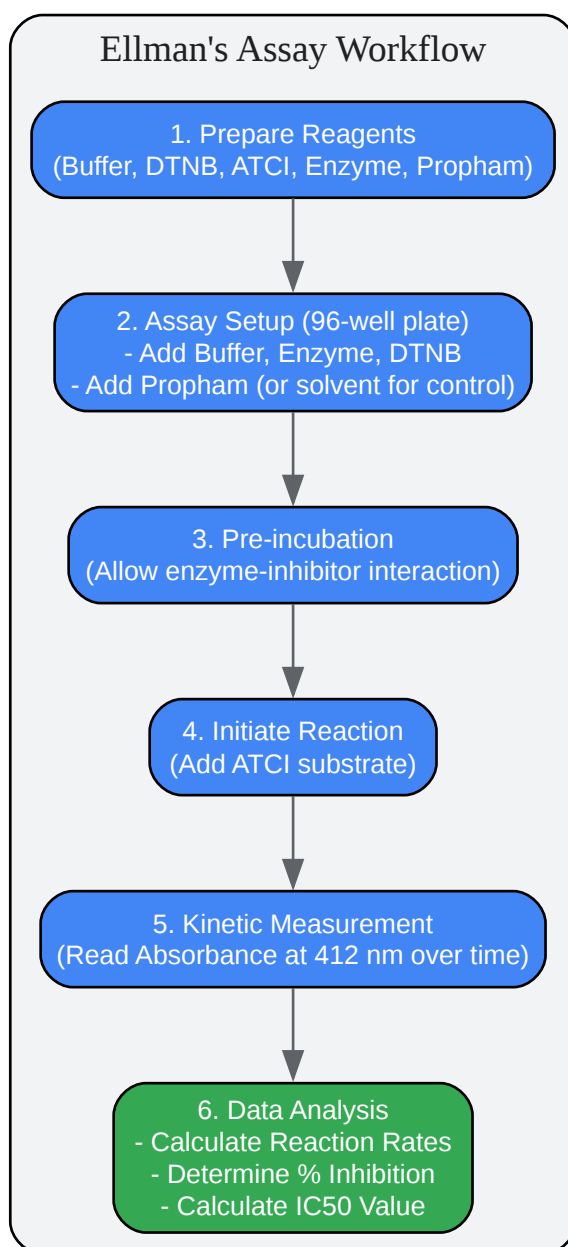 Ellman's Assay Workflow
1. Prepare Reagents
(Buffer, DTNB, ATCI, Enzyme, Propham)
2. Assay Setup (96-well plate)
- Add Buffer, Enzyme, DTNB
- Add Propham (or solvent for control)
3. Pre-incubation
(Allow enzyme-inhibitor interaction)
4. Initiate Reaction
(Add ATCI substrate)
5. Kinetic Measurement
(Read Absorbance at 412 nm over time)
6. Data Analysis
- Calculate Reaction Rates
- Determine % Inhibition
- Calculate IC50 Value